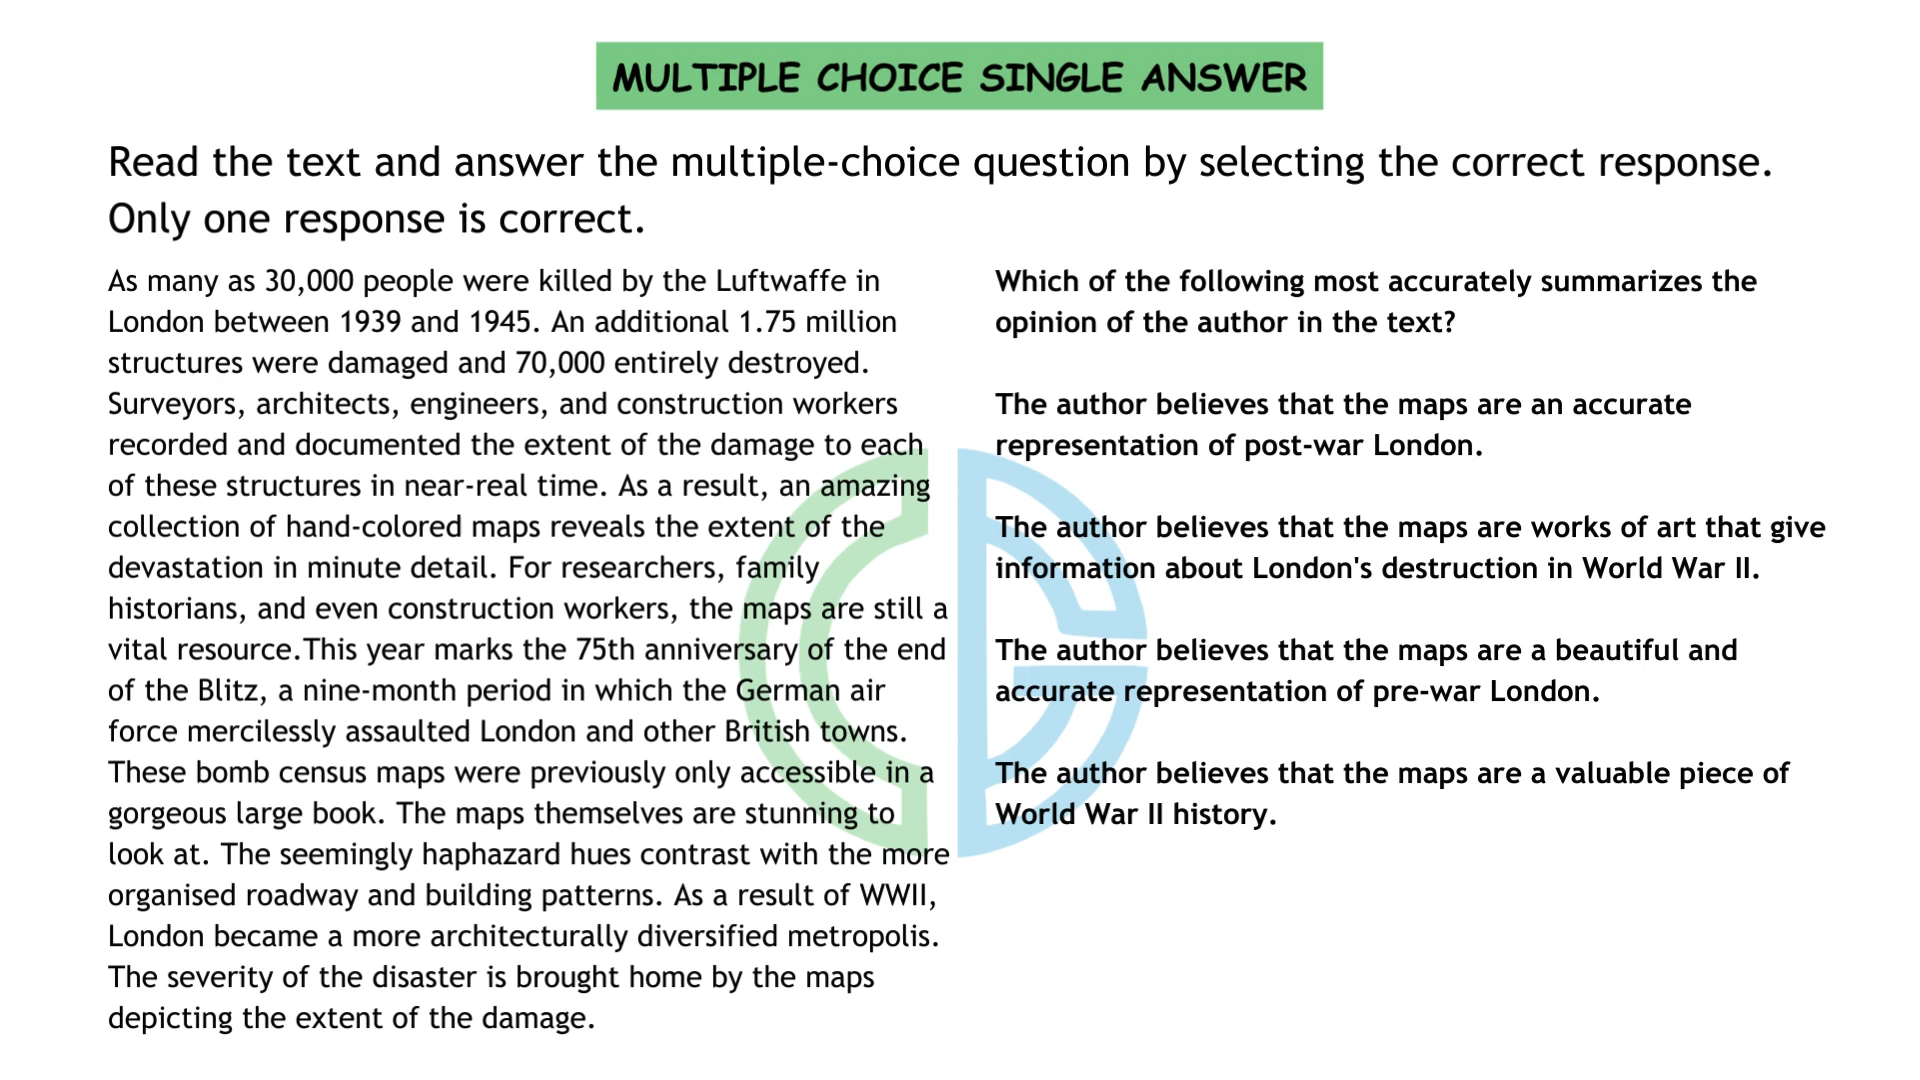 MULTIPLE CHOICE SINGLE ANSWER
Read the text and answer the multiple-choice question by selecting the correct response.
Only one response is correct.
As many as 30,000 people were killed by the Luftwaffe in
London between 1939 and 1945. An additional 1.75 million
structures were damaged and 70,000 entirely destroyed.
Surveyors, architects, engineers, and construction workers
recorded and documented the extent of the damage to each
of these structures in near-real time. As a result, an amazing
collection of hand-colored maps reveals the extent of the
devastation in minute detail. For researchers, family
historians, and even construction workers, the maps are still a
vital resource.This year marks the 75th anniversary of the end
of the Blitz, a nine-month period in which the German air
force mercilessly assaulted London and other British towns.
These bomb census maps were previously only accessible in a
gorgeous large book. The maps themselves are stunning to
look at. The seemingly haphazard hues contrast with the more
organised roadway and building patterns. As a result of WWII,
London became a more architecturally diversified metropolis.
The severity of the disaster is brought home by the maps
depicting the extent of the damage.
Which of the following most accurately summarizes the
opinion of the author in the text?
The author believes that the maps are an accurate
representation of post-war London.
The author believes that the maps are works of art that give
information about London's destruction in World War II.
The author believes that the maps are a beautiful and
accurate representation of pre-war London.
The author believes that the maps are a valuable piece of
World War II history.